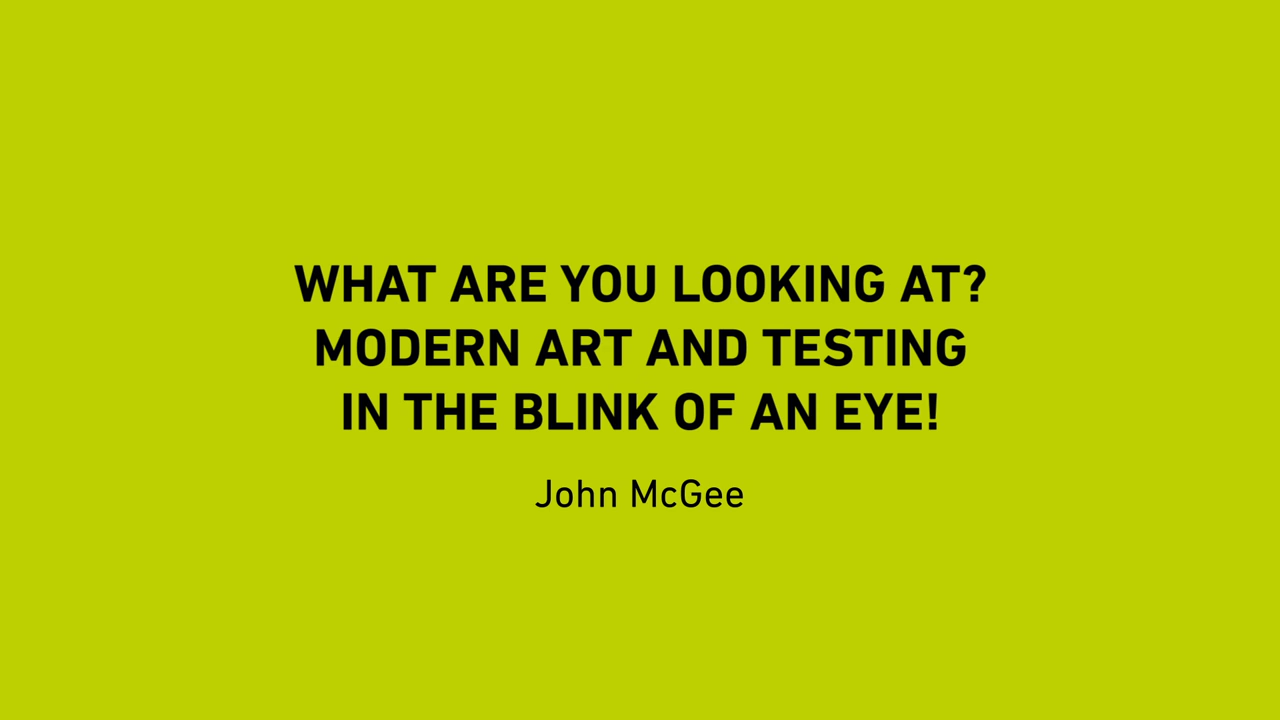 WHAT ARE YOU LOOKING AT?
MODERN ART AND TESTING
IN THE BLINK OF AN EYE!
John McGee